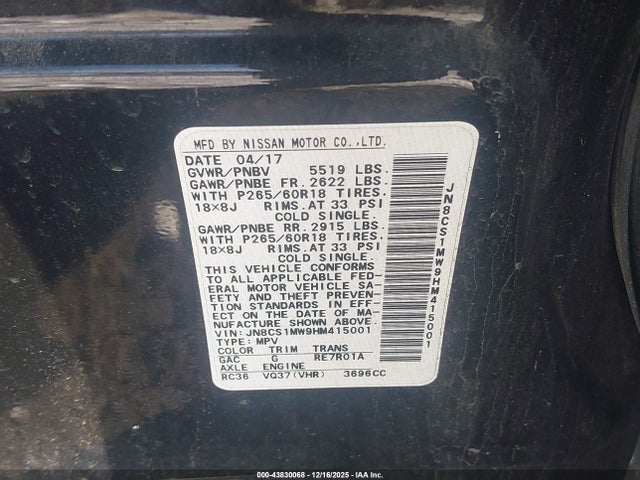 MFD BY NISSAN MOTOR CO.,LTD.
DATE 04/17
GVWR/PNBV 5519 LBS.
GAWR/PNBE FR. 2622 LBS.
WITH P265/60R18 TIRES.
18×8J RIMS.AT 33 PSI
COLD SINGLE.
GAWR/PNBE RR. 2915 LBS.
WITH P265/60R18 TIRES.
18×8J RIMS.AT 33 PSI
COLD SINGLE.
THIS VEHICLE CONFORMS
TO ALL APPLICABLE FED-
ERAL MOTOR VEHICLE SA-
FETY AND THEFT PREVEN-
TION STANDARDS IN EFF-
ECT ON THE DATE OF MA-
NUFACTURE SHOWN ABOVE.
VIN: JN8CS1MW9HM415001
TYPE: MPV
COLOR TRIM TRANS
GAC G RE7R01A
AXLE ENGINE
RC36 VQ37(VHR) 3696CC
JN8CS1MW9HM415001
000-43830068 - 12/16/2025 - IAA Inc.